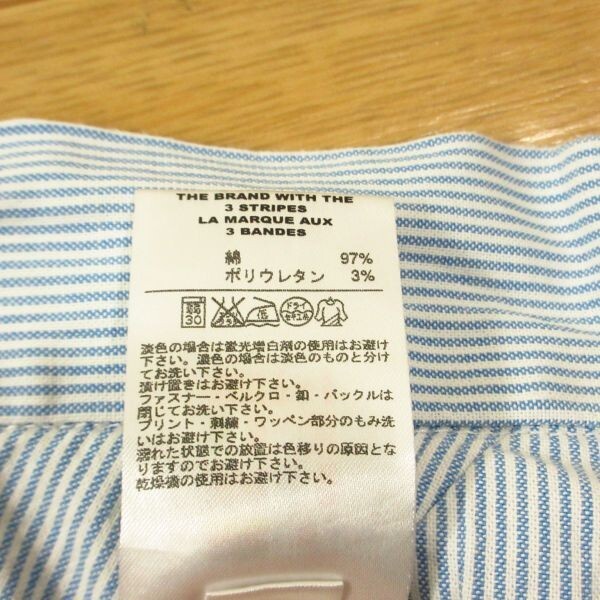 THE BRAND WITH THE
3 STRIPES
LA MARQUE AUX
3 BANDES
綿 97%
ポリウレタン 3%
30 低 ドライ
淡色の場合は蛍光増白剤の使用はお避け
下さい。濃色の場合は淡色のものと分け
てお洗い下さい。
漬け置きはお避け下さい。
ファスナー・ベルクロ・釦・バックルは
閉じてお洗い下さい。
プリント・刺繍・ワッペン部分のもみ洗
いはお避け下さい。
濡れた状態での放置は色移りの原因とな
りますのでお避け下さい。
乾燥機の使用はお避け下さい。